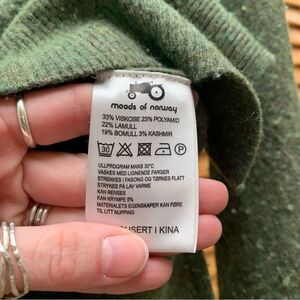 moods of norway
33% VISKOSE 23% POLYAMID
22% LAMULL
19% BOMULL 3% KASHMIR
30 P
ULLPROGRAM MAKS 30°C
VASKES MED LIGNENDE FARGER
STREKKES I FASONG OG TØRKES FLATT
STRYKES PÅ LAV VARME
KAN RENSES
KAN KRYMPE 5%
MATERIALETS EGENSKAPER KAN FØRE
TIL LITT NUPPING
I KINA